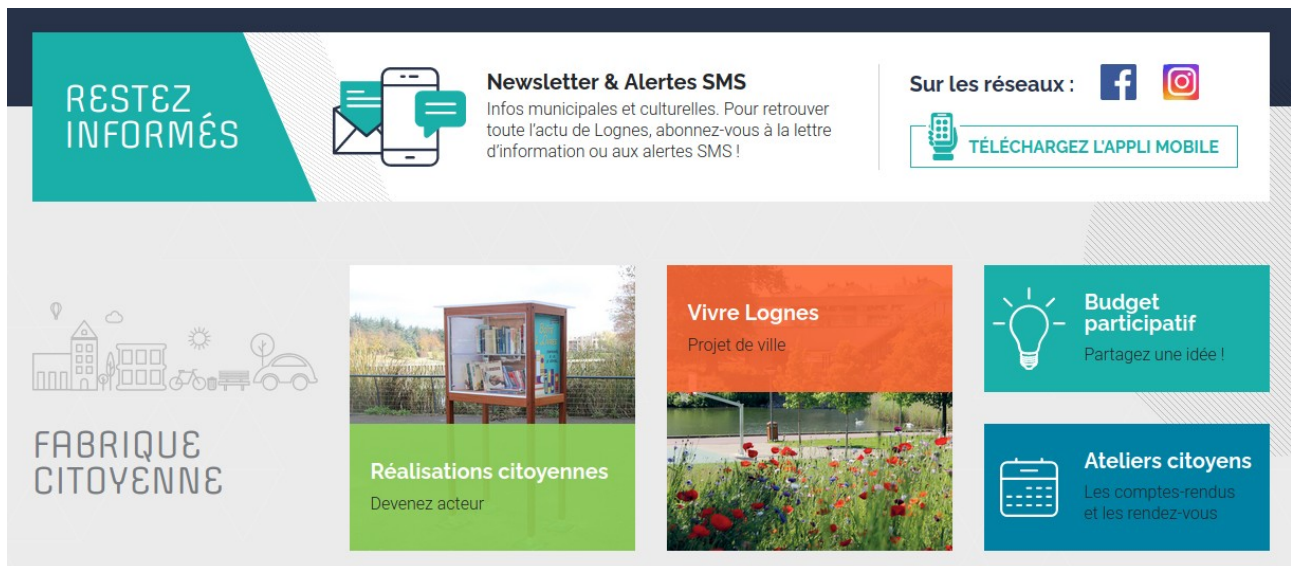 RESTEZ
INFORMÉS
Newsletter & Alertes SMS
Infos municipales et culturelles. Pour retrouver
toute l'actu de Lognes, abonnez-vous à la lettre
d'information ou aux alertes SMS !
Sur les réseaux :
TÉLÉCHARGEZ L'APPLI MOBILE
FABRIQUE
CITOYENNE
Réalisations citoyennes
Devenez acteur
Vivre Lognes
Projet de ville
Budget
participatif
Partagez une idée !
Ateliers citoyens
Les comptes-rendus
et les rendez-vous